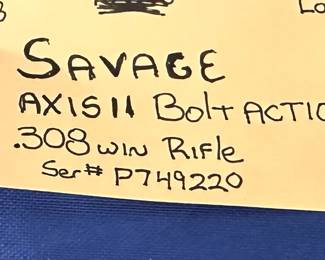 SAVAGE
AXIS II Bolt ACTIO
.308 WIN RIFLE
Ser# P749220